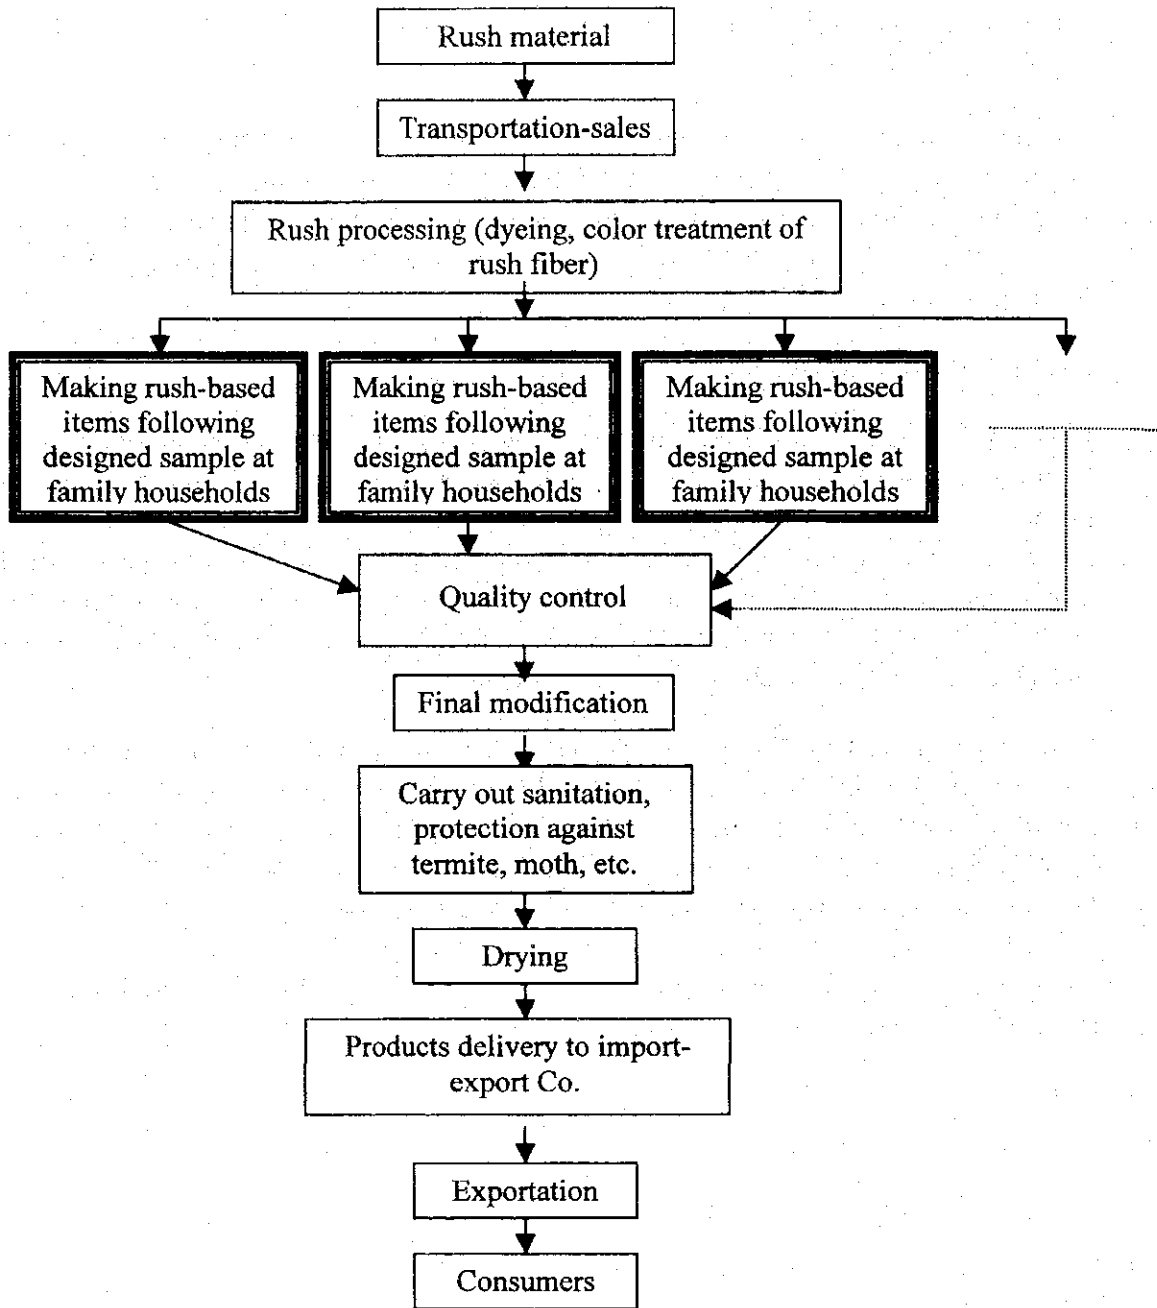 Rush material
Transportation-sales
Rush processing (dyeing, color treatment of
rush fiber)
Making rush-based
items following
designed sample at
family households
Making rush-based
items following
designed sample at
family households
Making rush-based
items following
designed sample at
family households
Quality control
Final modification
Carry out sanitation,
protection against
termite, moth, etc.
Drying
Products delivery to import-
export Co.
Exportation
Consumers